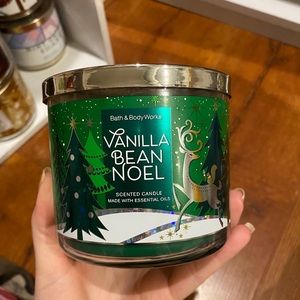 Bath & Body Works
VANILLA
BEAN
NOEL
SCENTED CANDLE
MADE WITH ESSENTIAL OILS